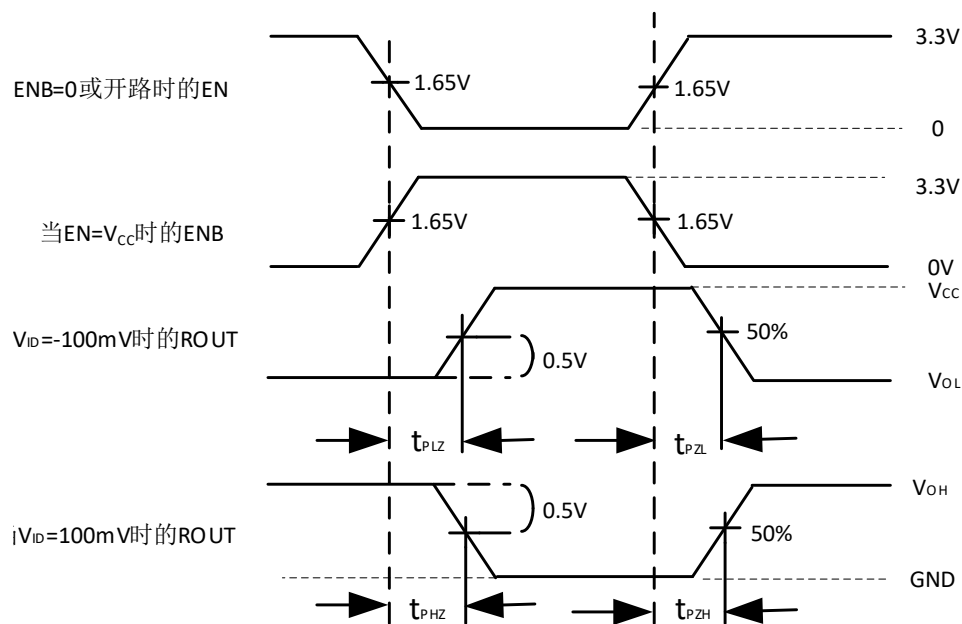 3.3V
ENB=0或开路时的EN
1.65V
1.65V
0
3.3V
当EN=VCC时的ENB
1.65V
1.65V
0V
VCC
VID=-100mV时的ROUT
0.5V
50%
VOL
tPLZ
tPZL
VOH
0.5V
VID=100mV时的ROUT
50%
GND
tPHZ
tPZH